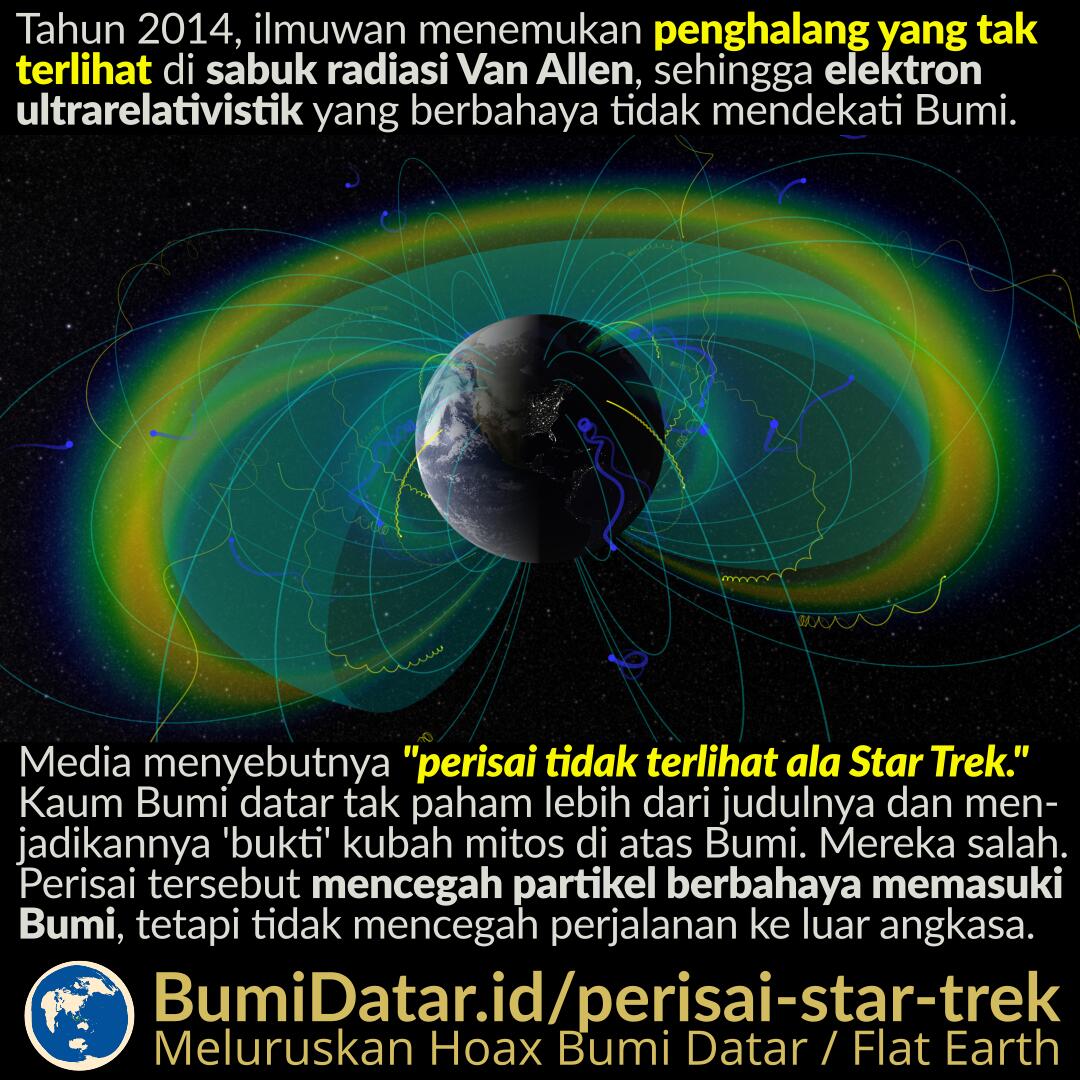 Tahun 2014, ilmuwan menemukan penghalang yang tak
terlihat di sabuk radiasi Van Allen, sehingga elektron
ultrarelativistik yang berbahaya tidak mendekati Bumi.
Media menyebutnya "perisai tidak terlihat ala Star Trek."
Kaum Bumi datar tak paham lebih dari judulnya dan men-
jadikannya 'bukti' kubah mitos di atas Bumi. Mereka salah.
Perisai tersebut mencegah partikel berbahaya memasuki
Bumi, tetapi tidak mencegah perjalanan ke luar angkasa.
BumiDatar.id/perisai-star-trek
Meluruskan Hoax Bumi Datar / Flat Earth